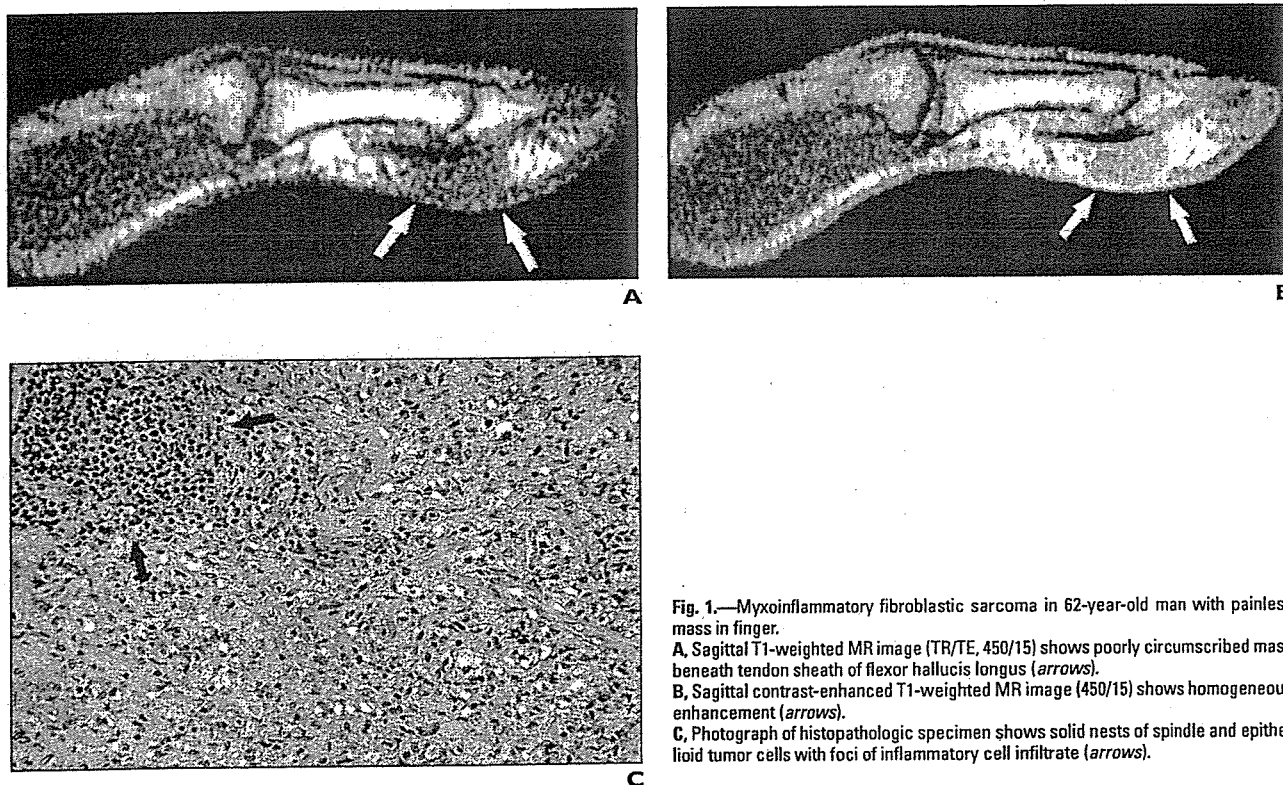 A
B
C
Fig. 1.—Myxoinflammatory fibroblastic sarcoma in 62-year-old man with painles
mass in finger.
A, Sagittal T1-weighted MR image (TR/TE, 450/15) shows poorly circumscribed mas
beneath tendon sheath of flexor hallucis longus (arrows).
B, Sagittal contrast-enhanced T1-weighted MR image (450/15) shows homogeneou
enhancement (arrows).
C, Photograph of histopathologic specimen shows solid nests of spindle and epithe
lioid tumor cells with foci of inflammatory cell infiltrate (arrows).